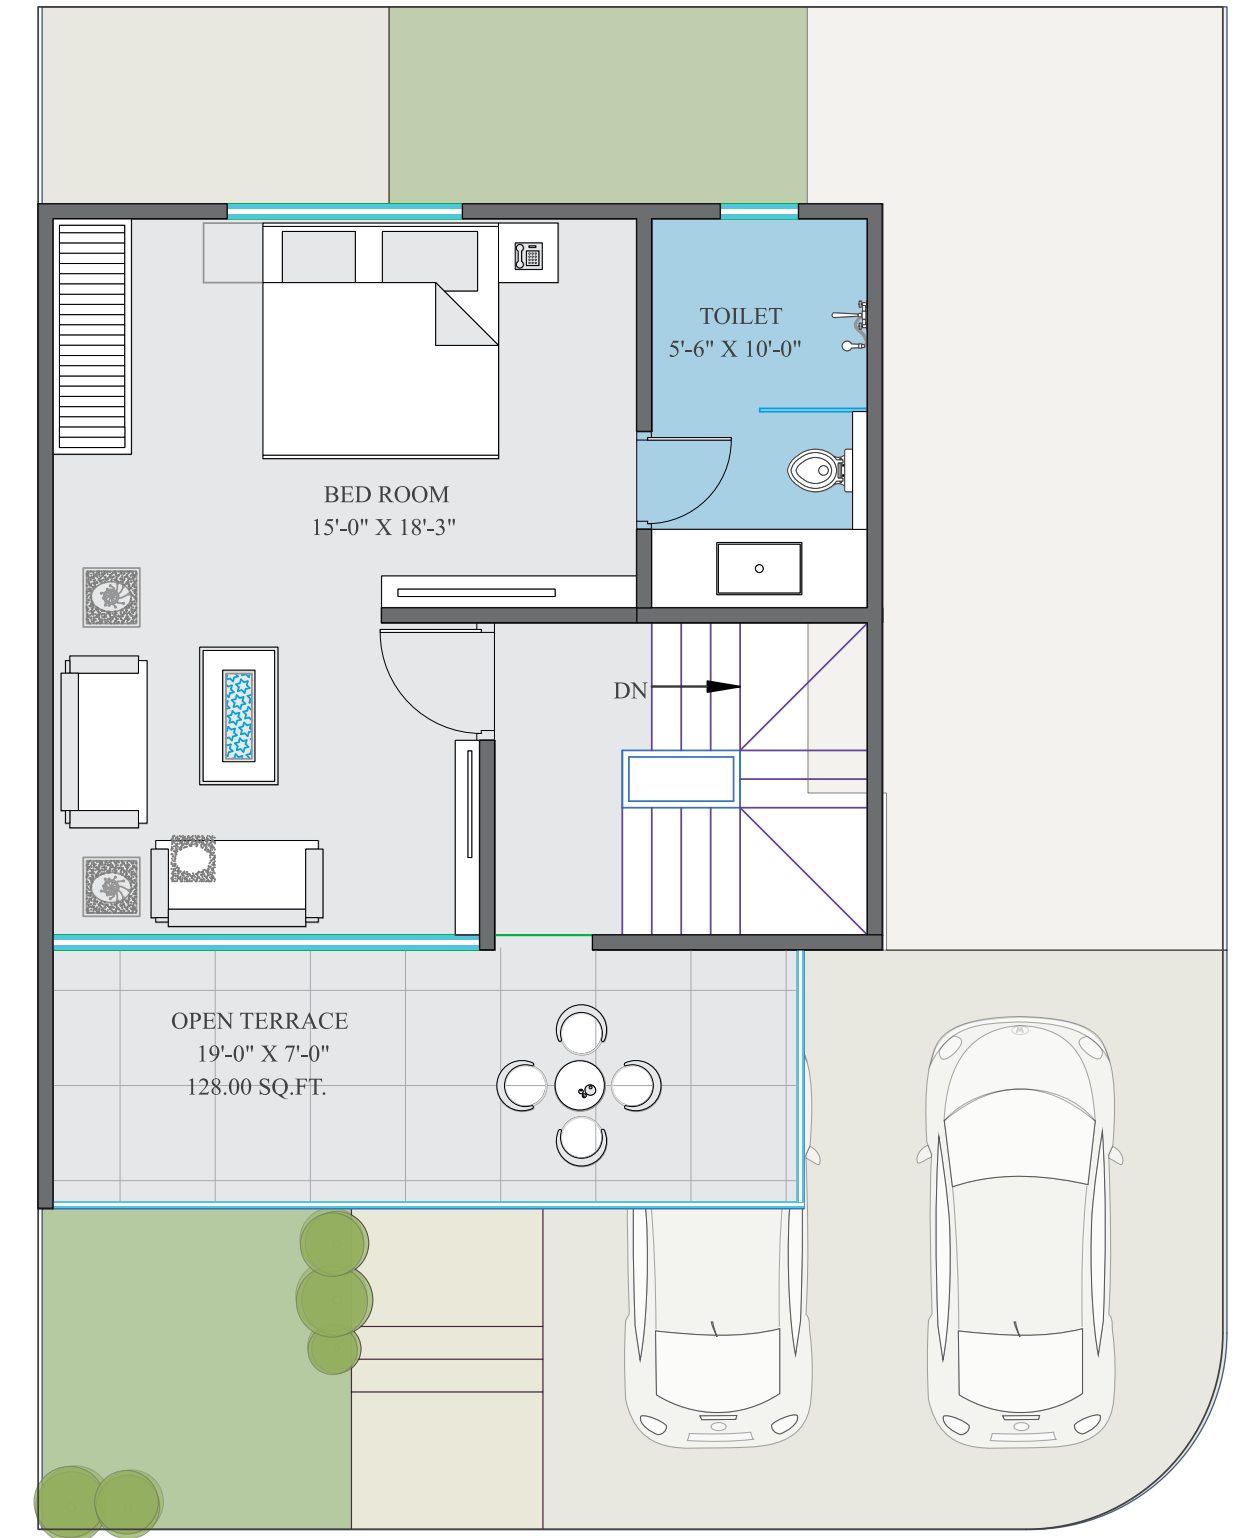 TOILET
5'-6" X 10'-0"
BED ROOM
15'-0" X 18'-3"
DN
OPEN TERRACE
19'-0" X 7'-0"
128.00 SQ.FT.